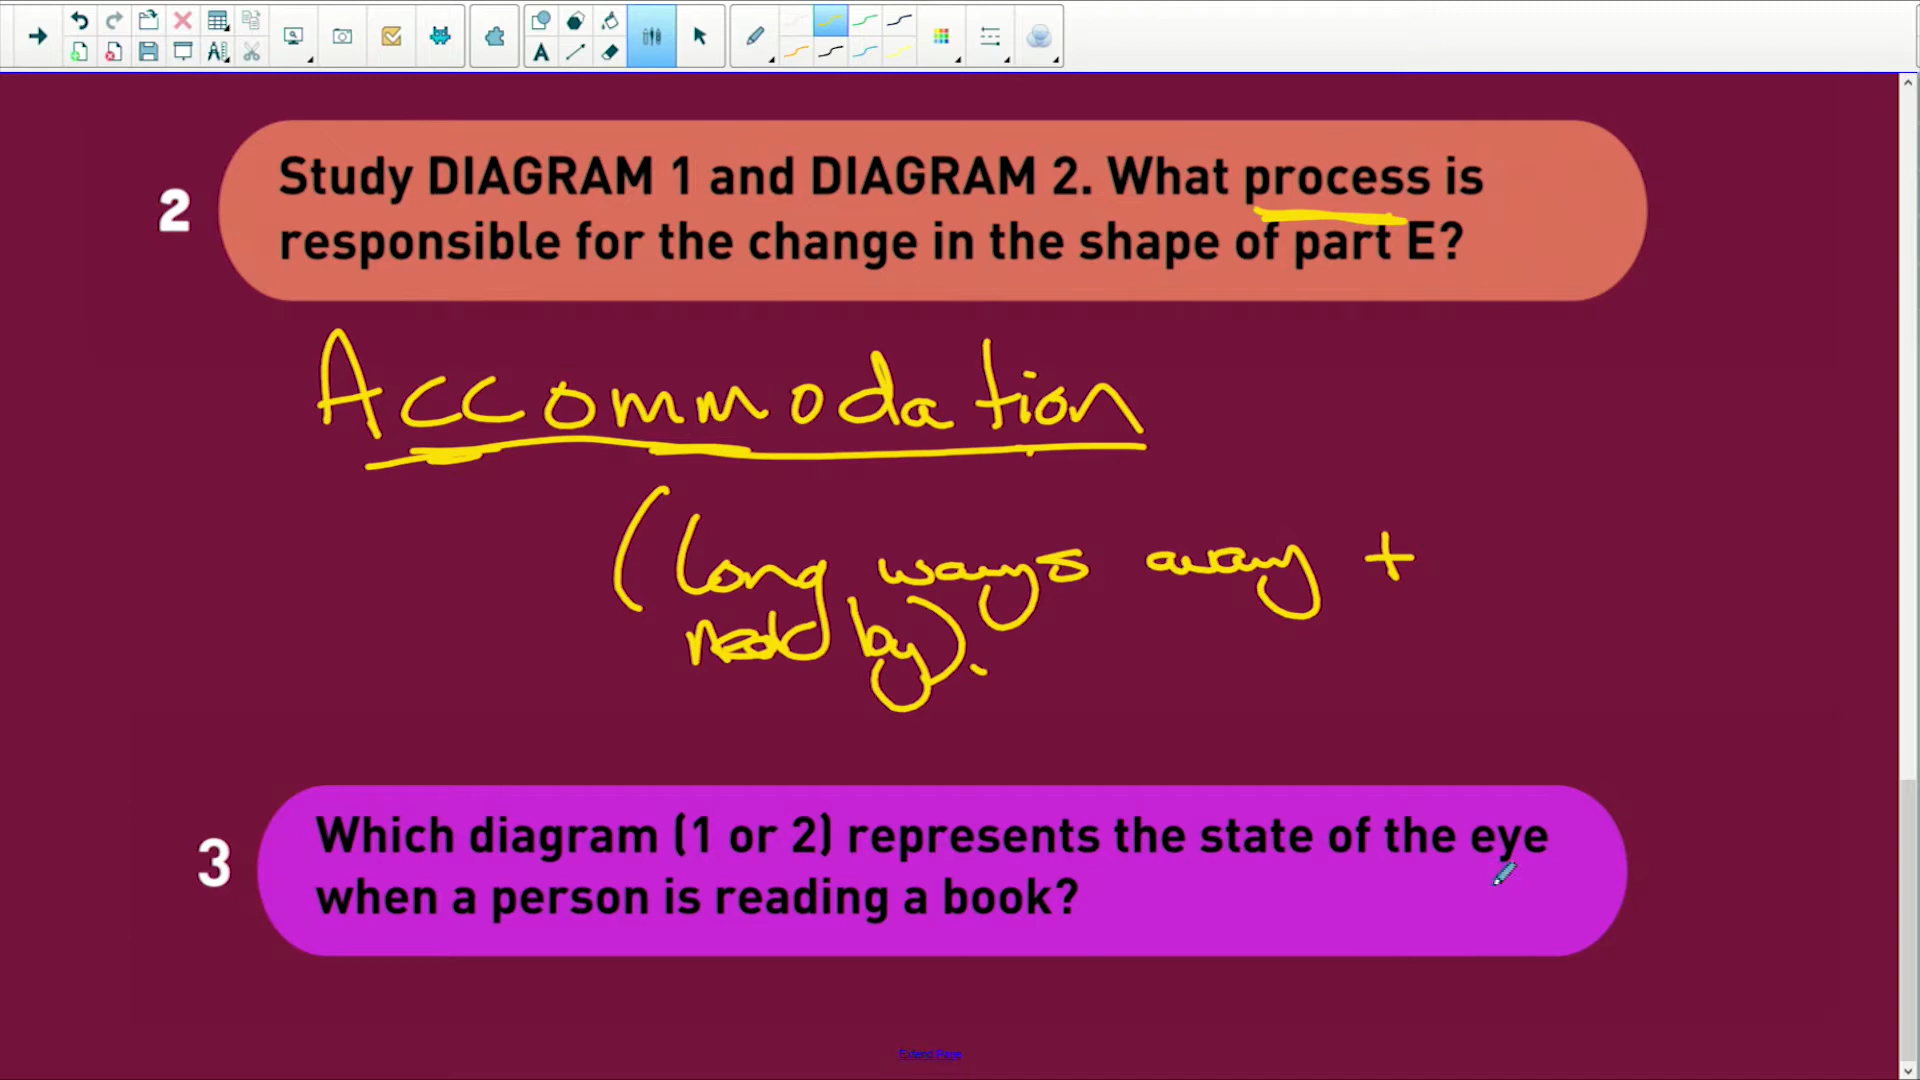 2
Study DIAGRAM 1 and DIAGRAM 2. What process is
responsible for the change in the shape of part E?
Accommodation
(long ways away +
by).
3
Which diagram (1 or 2) represents the state of the eye
when a person is reading a book?
Extend Page